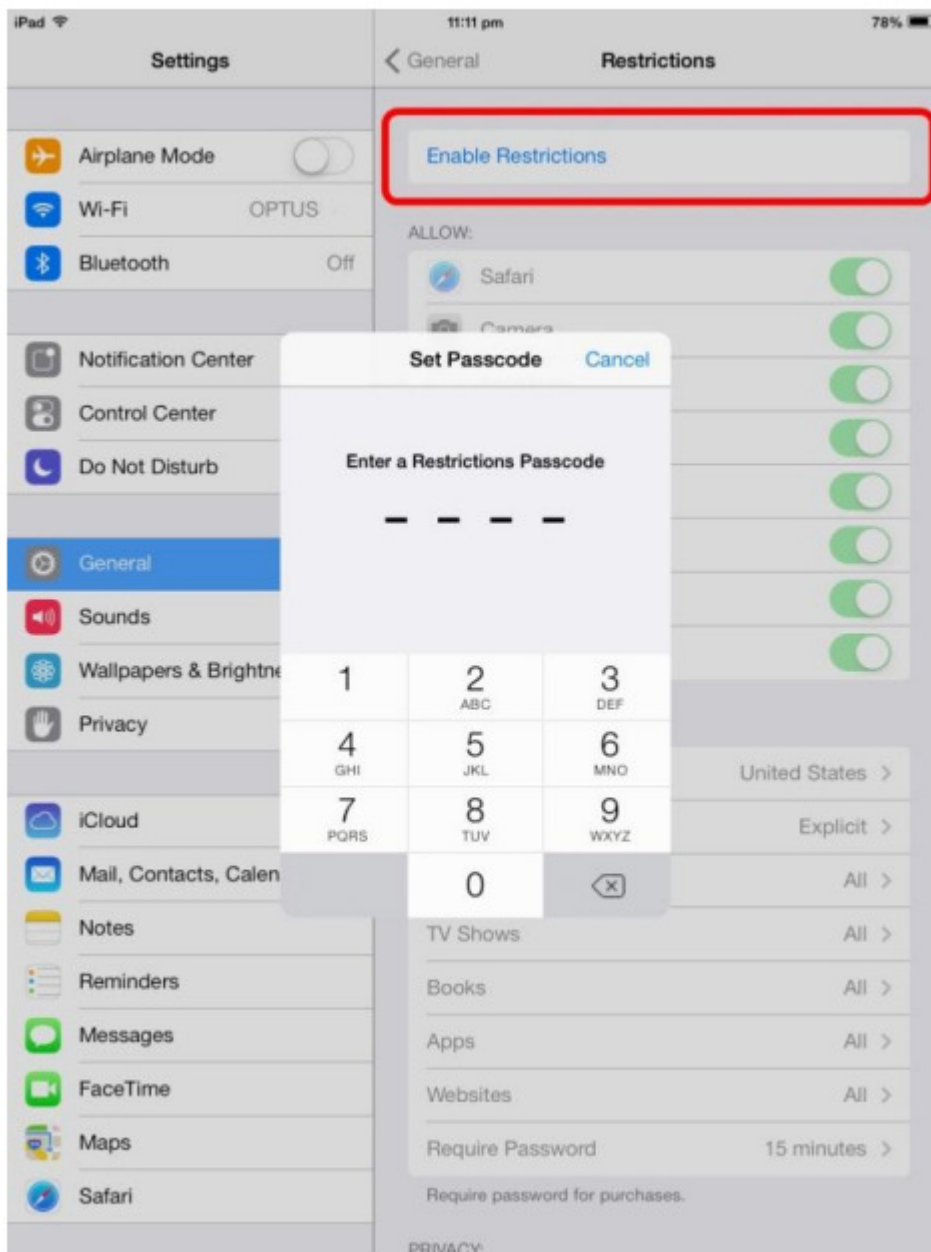 iPad
11:11 pm
78%
Settings
General
Restrictions
Airplane Mode
Wi-Fi
OPTUS
Bluetooth
Off
Notification Center
Control Center
Do Not Disturb
General
Sounds
Wallpapers & Brightne
Privacy
iCloud
Mail, Contacts, Calen
Notes
Reminders
Messages
FaceTime
Maps
Safari
Enable Restrictions
ALLOW:
Safari
Camera
Set Passcode
Cancel
Enter a Restrictions Passcode
1
2
ABC
3
DEF
4
GHI
5
JKL
6
MNO
7
PQRS
8
TUV
9
WXYZ
0
United States
Explicit
All
TV Shows
All
Books
All
Apps
All
Websites
All
Require Password
15 minutes
Require password for purchases.
PRIVACY: